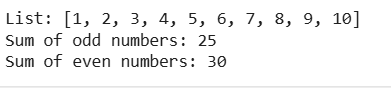 List: [1, 2, 3, 4, 5, 6, 7, 8, 9, 10]
Sum of odd numbers: 25
Sum of even numbers: 30